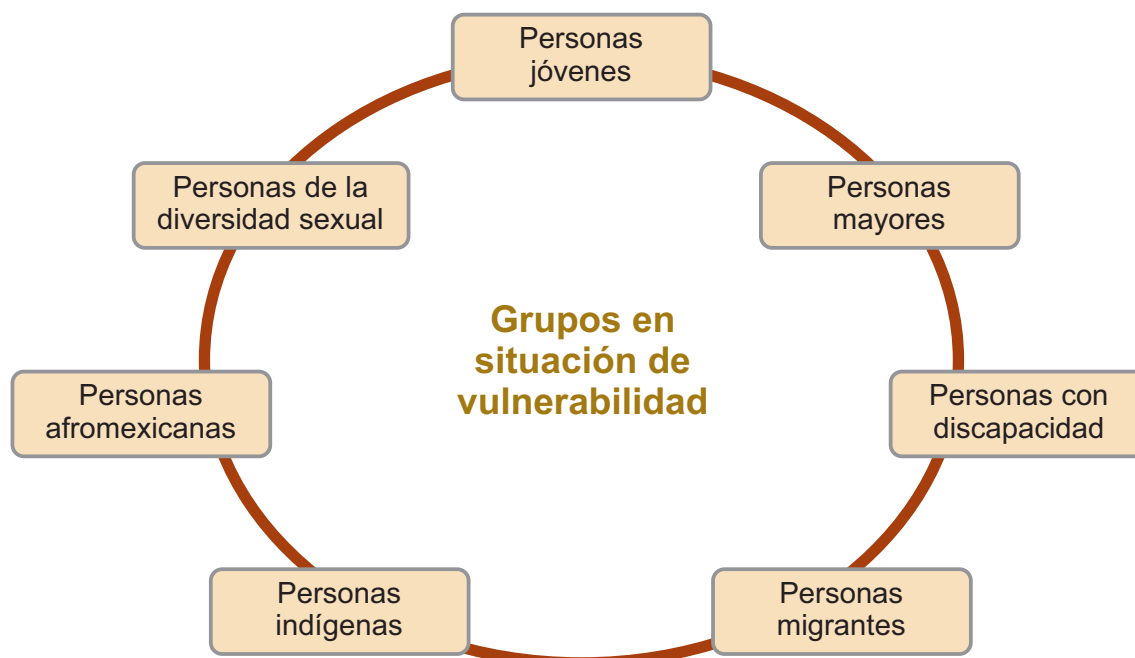 Personas
jóvenes
Personas de la
diversidad sexual
Personas
mayores
Grupos en
situación de
vulnerabilidad
Personas
afromexicanas
Personas con
discapacidad
Personas
indígenas
Personas
migrantes